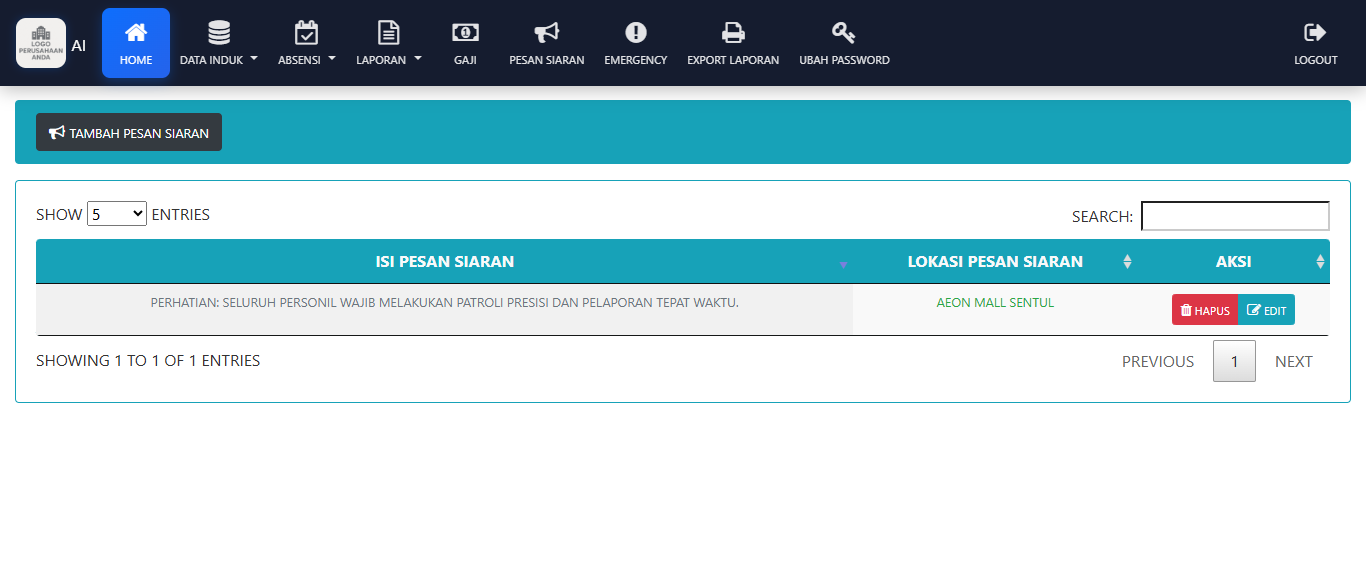 LOGO
PERUSAHAAN
ANDA
AI
HOME
DATA INDUK
ABSENSI
LAPORAN
GAJI
PESAN SIARAN
EMERGENCY
EXPORT LAPORAN
UBAH PASSWORD
LOGOUT
TAMBAH PESAN SIARAN
SHOW 5 ENTRIES
SEARCH:
ISI PESAN SIARAN LOKASI PESAN SIARAN AKSI
PERHATIAN: SELURUH PERSONIL WAJIB MELAKUKAN PATROLI PRESISI DAN PELAPORAN TEPAT WAKTU. AEON MALL SENTUL HAPUS EDIT
SHOWING 1 TO 1 OF 1 ENTRIES
PREVIOUS 1 NEXT